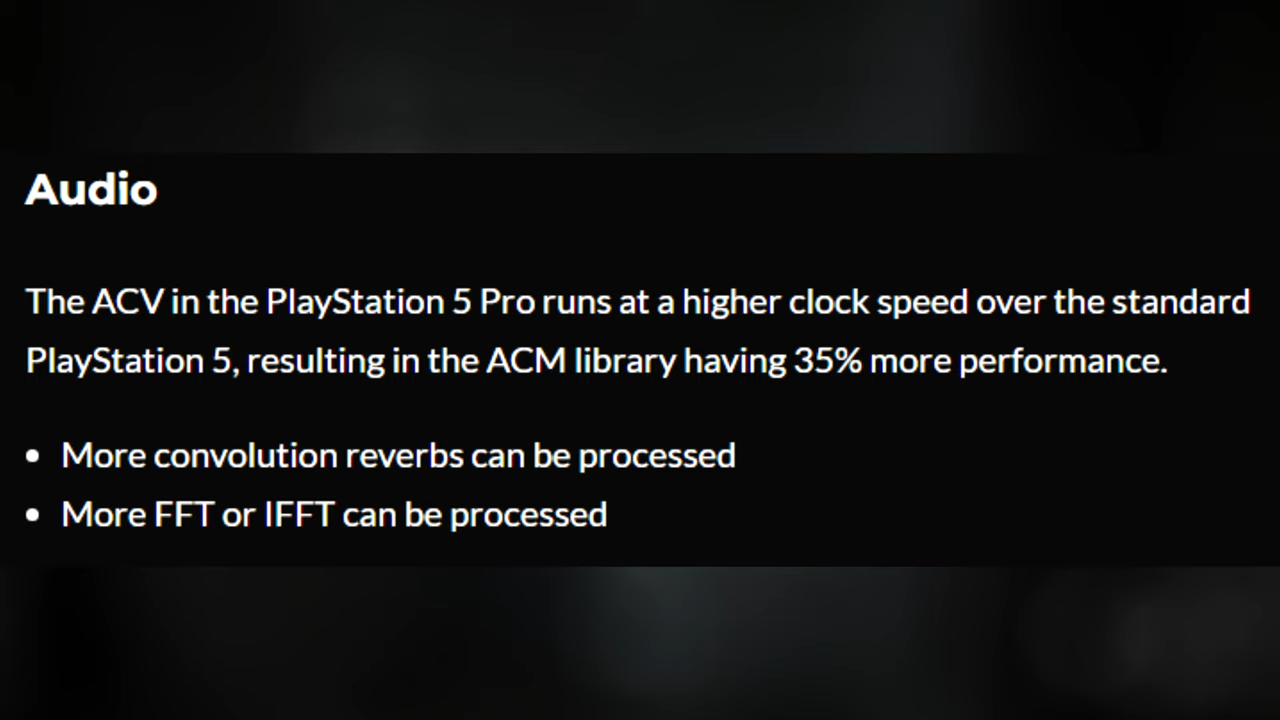 Audio
The ACV in the PlayStation 5 Pro runs at a higher clock speed over the standard
PlayStation 5, resulting in the ACM library having 35% more performance.
• More convolution reverbs can be processed
• More FFT or IFFT can be processed